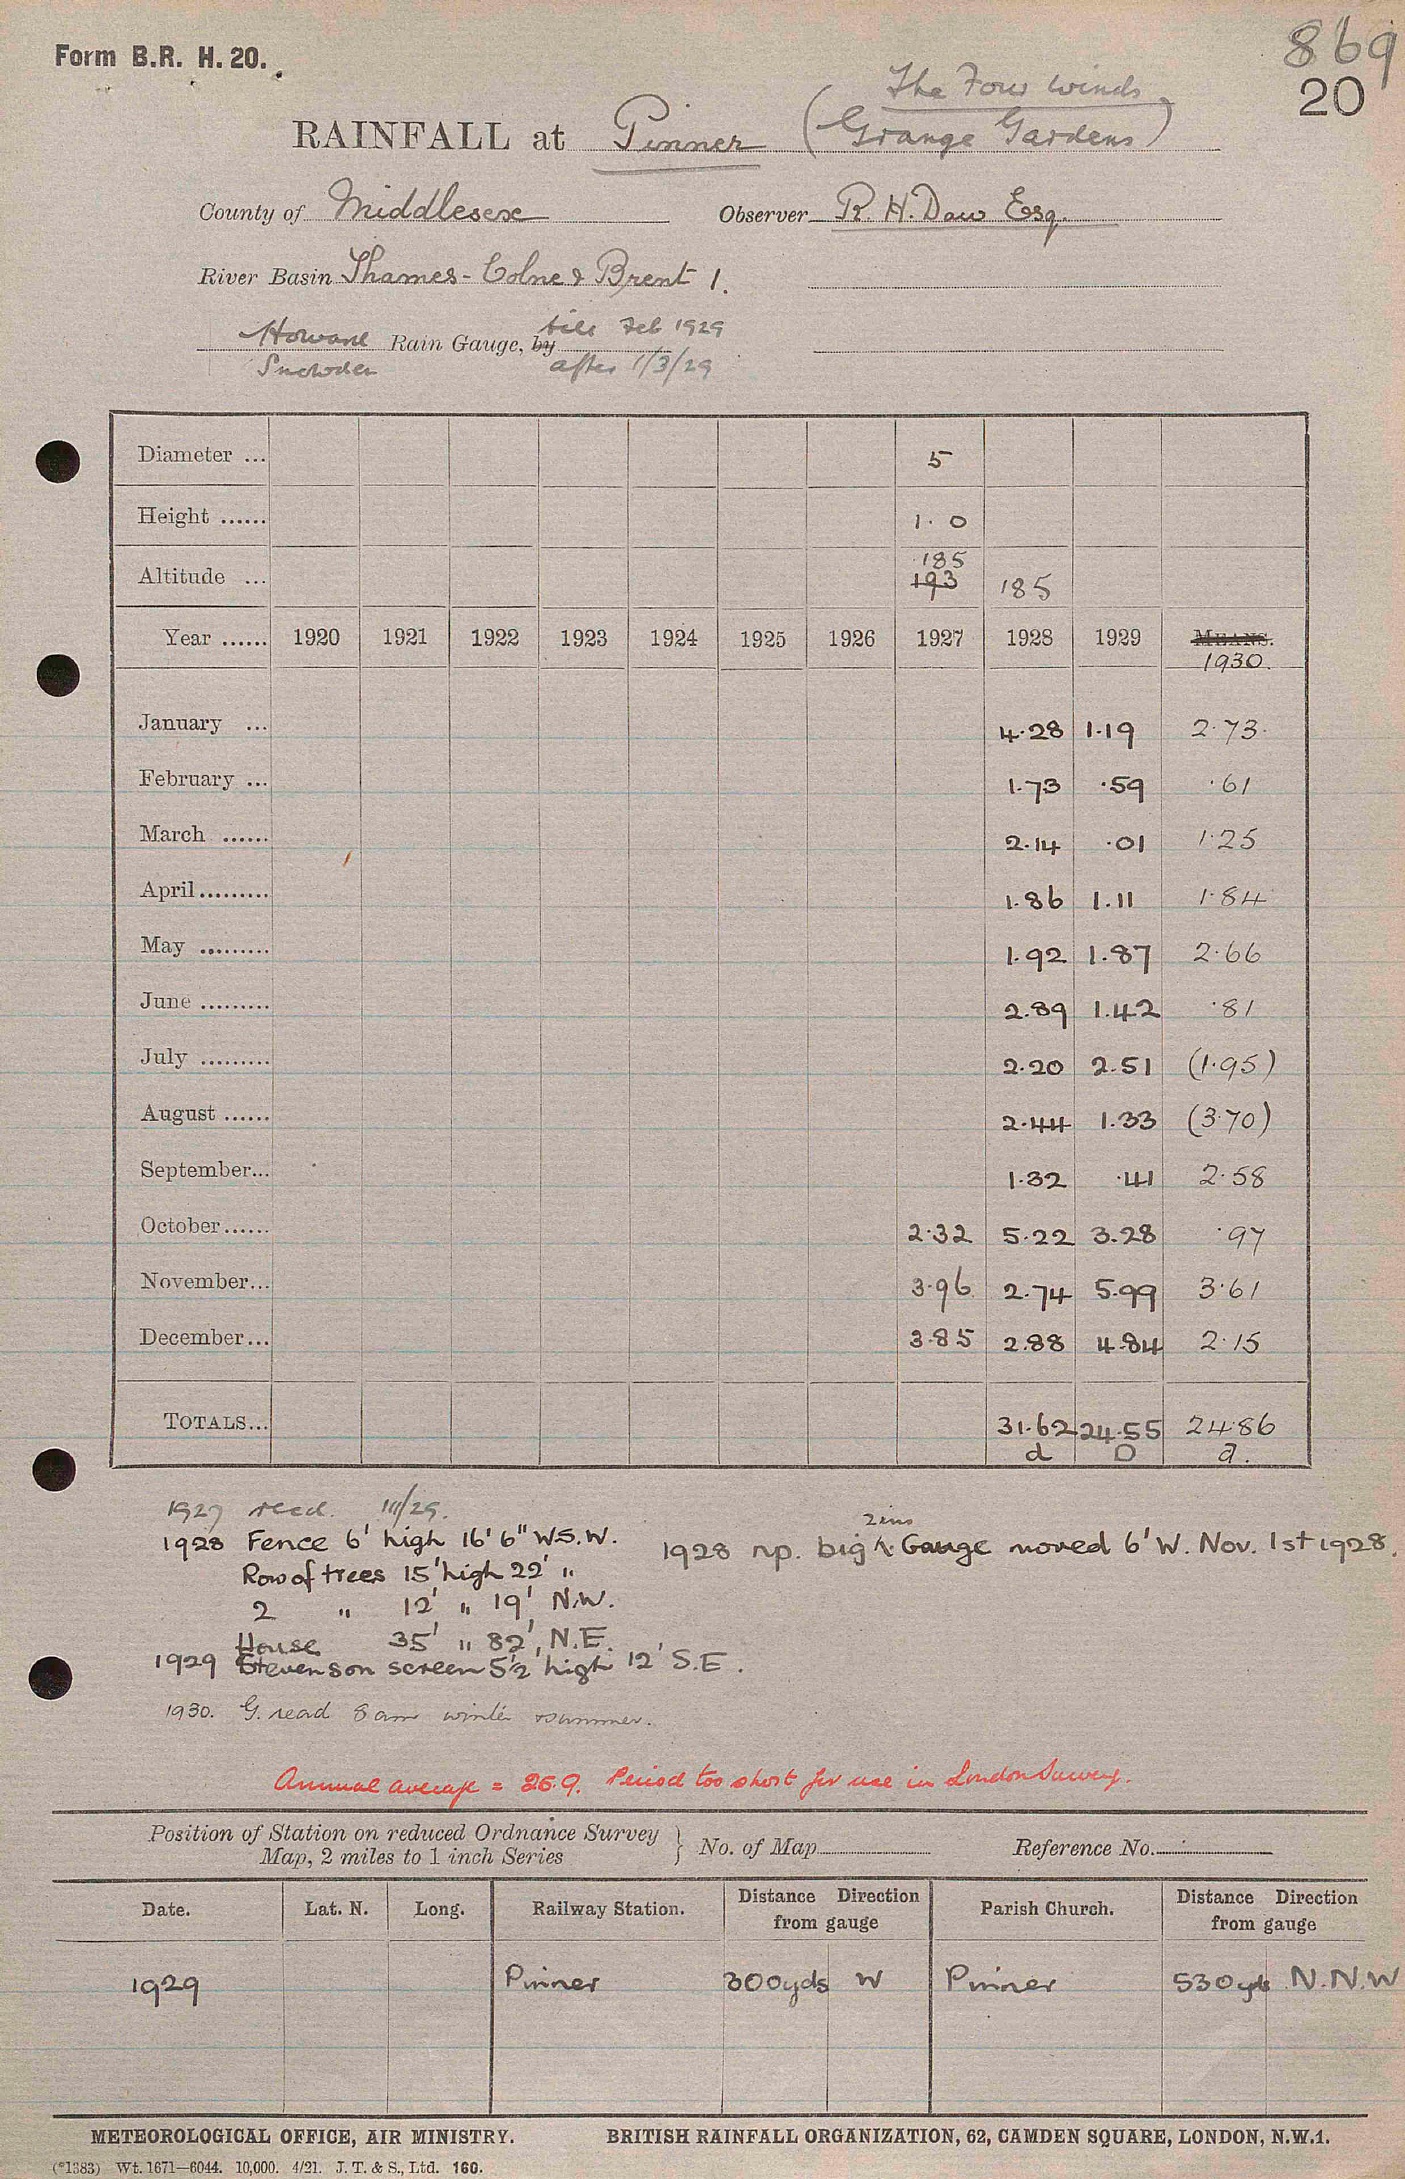 Form B.R. H. 20.
869
20
The Four Winds
RAINFALL at Pinner (Grange Gardens)
County of Middlesex Observer R. H. Daw Esq.
River Basin Thames - Colne & Brent 1.
Howard Rain Gauge, by till Feb 1929
Snowdon after 1/3/29
Diameter ... 5
Height ...... 1.0
185
Altitude ... 193 185
Year ...... 1920 1921 1922 1923 1924 1925 1926 1927 1928 1929 MEANS.
1930.
January ... 4.28 1.19 2.73
February ... 1.73 .59 .61
March ...... 2.14 .01 1.25
April ......... 1.86 1.11 1.84
May ......... 1.92 1.87 2.66
June ......... 2.89 1.42 .81
July ......... 2.20 2.51 (1.95)
August ...... 2.44 1.33 (3.70)
September... 1.32 .41 2.58
October ...... 2.32 5.22 3.28 .97
November... 3.96 2.74 5.99 3.61
December... 3.85 2.88 4.84 2.15
TOTALS... 31.62 24.55 24.86
d D d.
1927 recd.
1928 Fence 6' high 16' 6" W.S.W. 1928 np. big 2 ins Gauge moved 6' W. Nov. 1st 1928.
Row of trees 15' high 22' "
2 " 12' " 19' N.W.
House 35' " 82', N.E.
1929 Stevenson screen 5½' high 12' S.E.
1930. G. read 8 am winter & summer.
Annual average = 26.9. Period too short for use in London Survey.
Position of Station on reduced Ordnance Survey
Map, 2 miles to 1 inch Series } No. of Map Reference No.
Date. Lat. N. Long. Railway Station. Distance Direction from gauge Parish Church. Distance Direction from gauge
1929 Pinner 300yds W Pinner 530yds N.N.W
METEOROLOGICAL OFFICE, AIR MINISTRY. BRITISH RAINFALL ORGANIZATION, 62, CAMDEN SQUARE, LONDON, N.W.1.
(*1383) Wt. 1671—6044. 10,000. 4/21. J. T. & S., Ltd. 160.